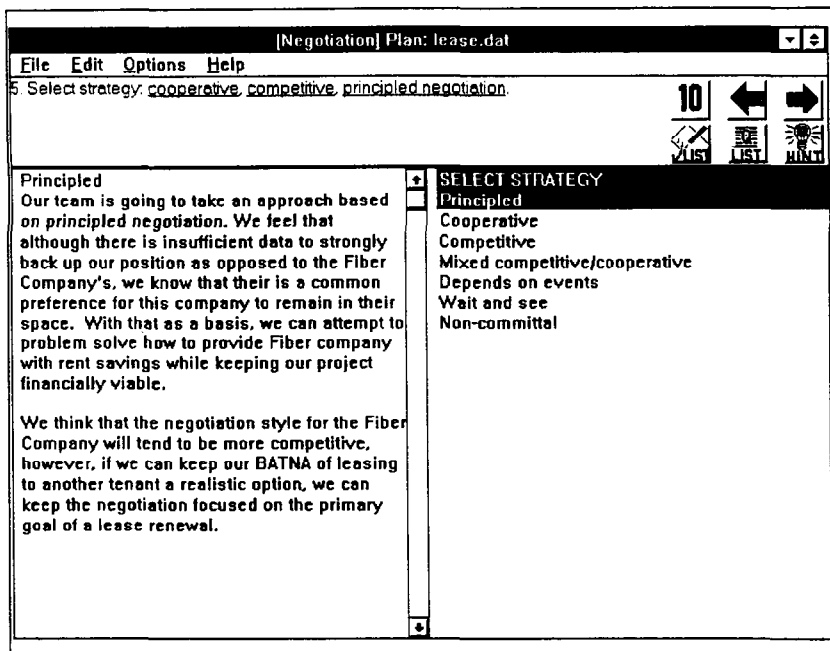 [Negotiation] Plan: lease.dat
File Edit Options Help
5. Select strategy: cooperative, competitive, principled negotiation.
10
LIST LIST HINT
Principled
Our team is going to take an approach based
on principled negotiation. We feel that
although there is insufficient data to strongly
back up our position as opposed to the Fiber
Company's, we know that their is a common
preference for this company to remain in their
space. With that as a basis, we can attempt to
problem solve how to provide Fiber company
with rent savings while keeping our project
financially viable.
We think that the negotiation style for the Fiber
Company will tend to be more competitive,
however, if we can keep our BATNA of leasing
to another tenant a realistic option, we can
keep the negotiation focused on the primary
goal of a lease renewal.
SELECT STRATEGY
Principled
Cooperative
Competitive
Mixed competitive/cooperative
Depends on events
Wait and see
Non-committal